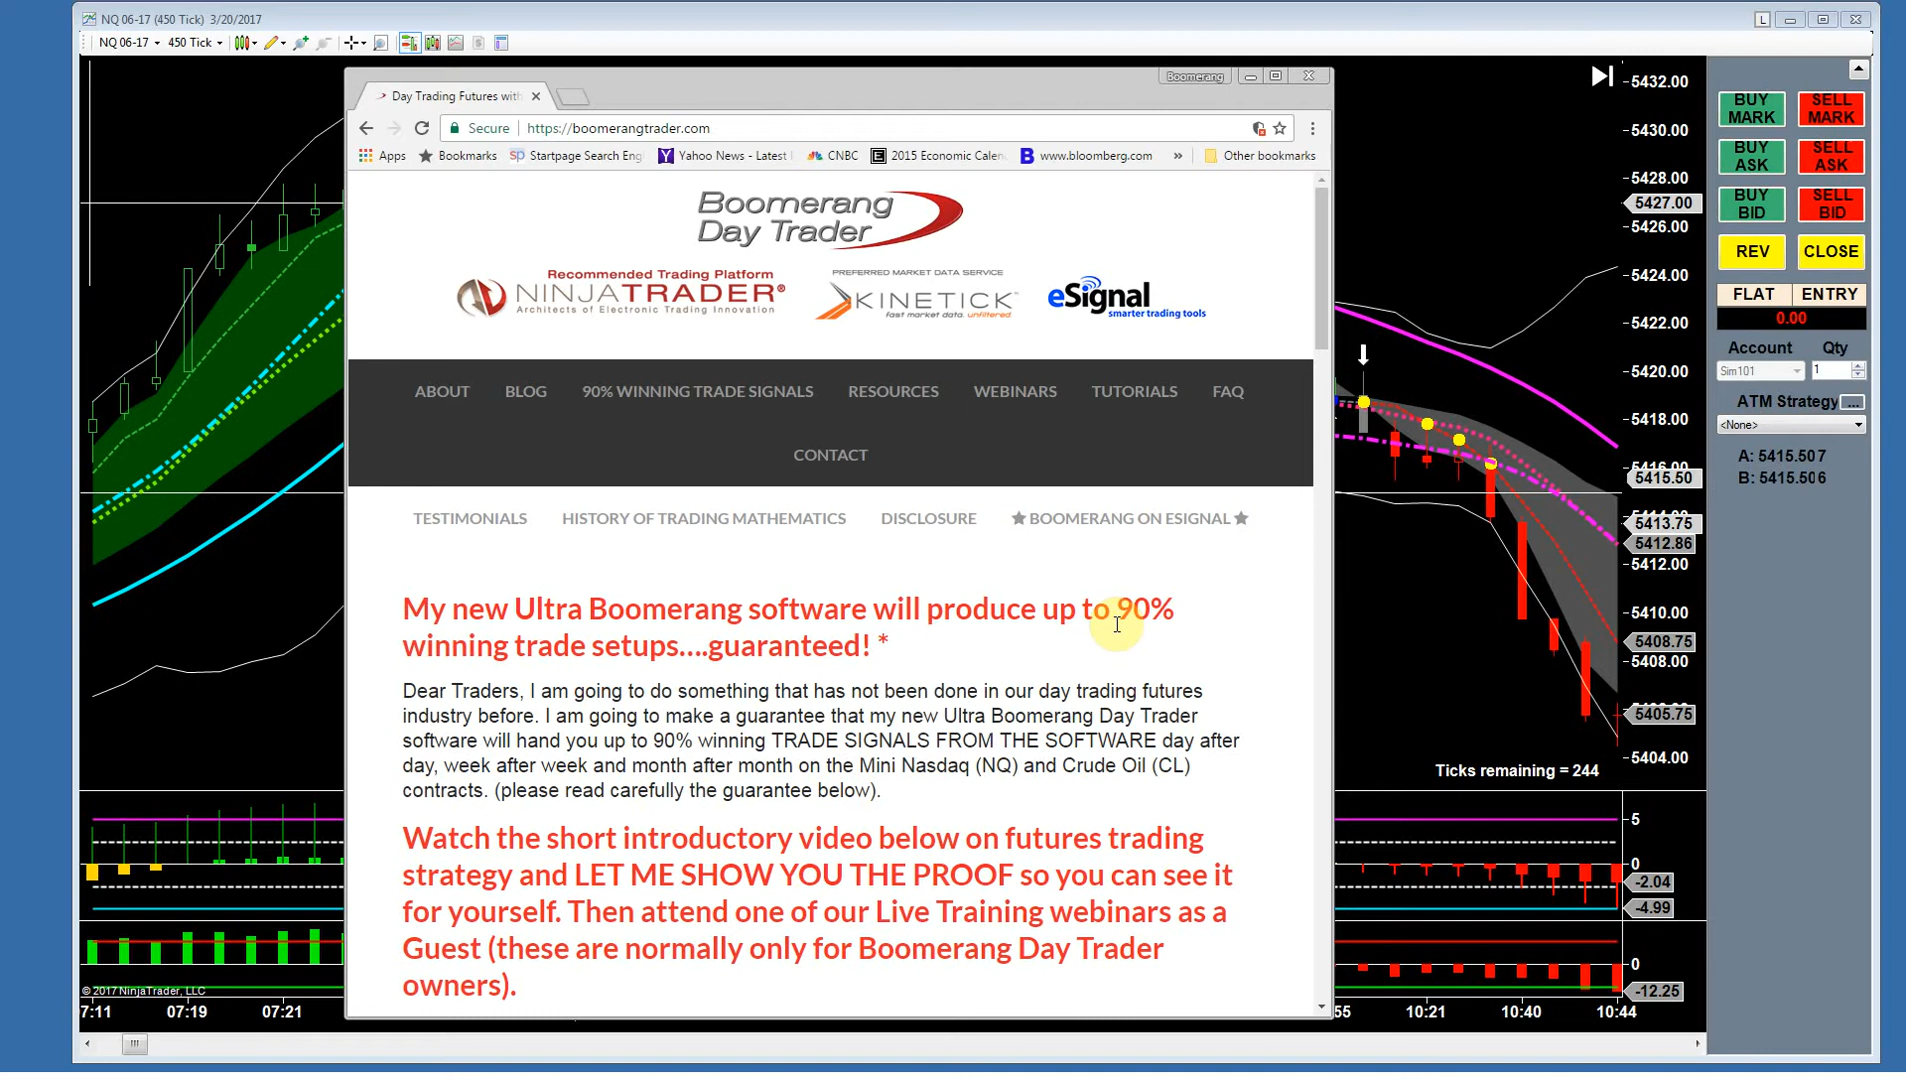 NQ 06-17 (450 Tick) 3/20/2017
L
NQ 06-17 450 Tick
Boomerang
Day Trading Futures with
Secure https://boomerangtrader.com
Apps Bookmarks Startpage Search Eng Yahoo News - Latest CNBC 2015 Economic Calen www.bloomberg.com » Other bookmarks
Boomerang
Day Trader
Recommended Trading Platform
NINJATRADER®
Architects of Electronic Trading Innovation
PREFERRED MARKET DATA SERVICE
KINETICK™
fast market data. unfiltered
eSignal
smarter trading tools
ABOUT BLOG 90% WINNING TRADE SIGNALS RESOURCES WEBINARS TUTORIALS FAQ
CONTACT
TESTIMONIALS HISTORY OF TRADING MATHEMATICS DISCLOSURE ★ BOOMERANG ON ESIGNAL ★
My new Ultra Boomerang software will produce up to 90%
winning trade setups....guaranteed! *
Dear Traders, I am going to do something that has not been done in our day trading futures
industry before. I am going to make a guarantee that my new Ultra Boomerang Day Trader
software will hand you up to 90% winning TRADE SIGNALS FROM THE SOFTWARE day after
day, week after week and month after month on the Mini Nasdaq (NQ) and Crude Oil (CL)
contracts. (please read carefully the guarantee below).
Watch the short introductory video below on futures trading
strategy and LET ME SHOW YOU THE PROOF so you can see it
for yourself. Then attend one of our Live Training webinars as a
Guest (these are normally only for Boomerang Day Trader
owners).
5432.00
5430.00
5428.00
5427.00
5426.00
5424.00
5422.00
5420.00
5418.00
5416.00
5415.50
5413.75
5412.86
5412.00
5410.00
5408.75
5408.00
5405.75
5404.00
Ticks remaining = 244
5
0
-2.04
-4.99
0
-12.25
BUY MARK SELL MARK
BUY ASK SELL ASK
BUY BID SELL BID
REV CLOSE
FLAT ENTRY
0.00
Account Qty
Sim101 1
ATM Strategy ...
<None>
A: 5415.50 7
B: 5415.50 6
© 2017 NinjaTrader, LLC
7:11 07:19 07:21 :55 10:21 10:40 10:44